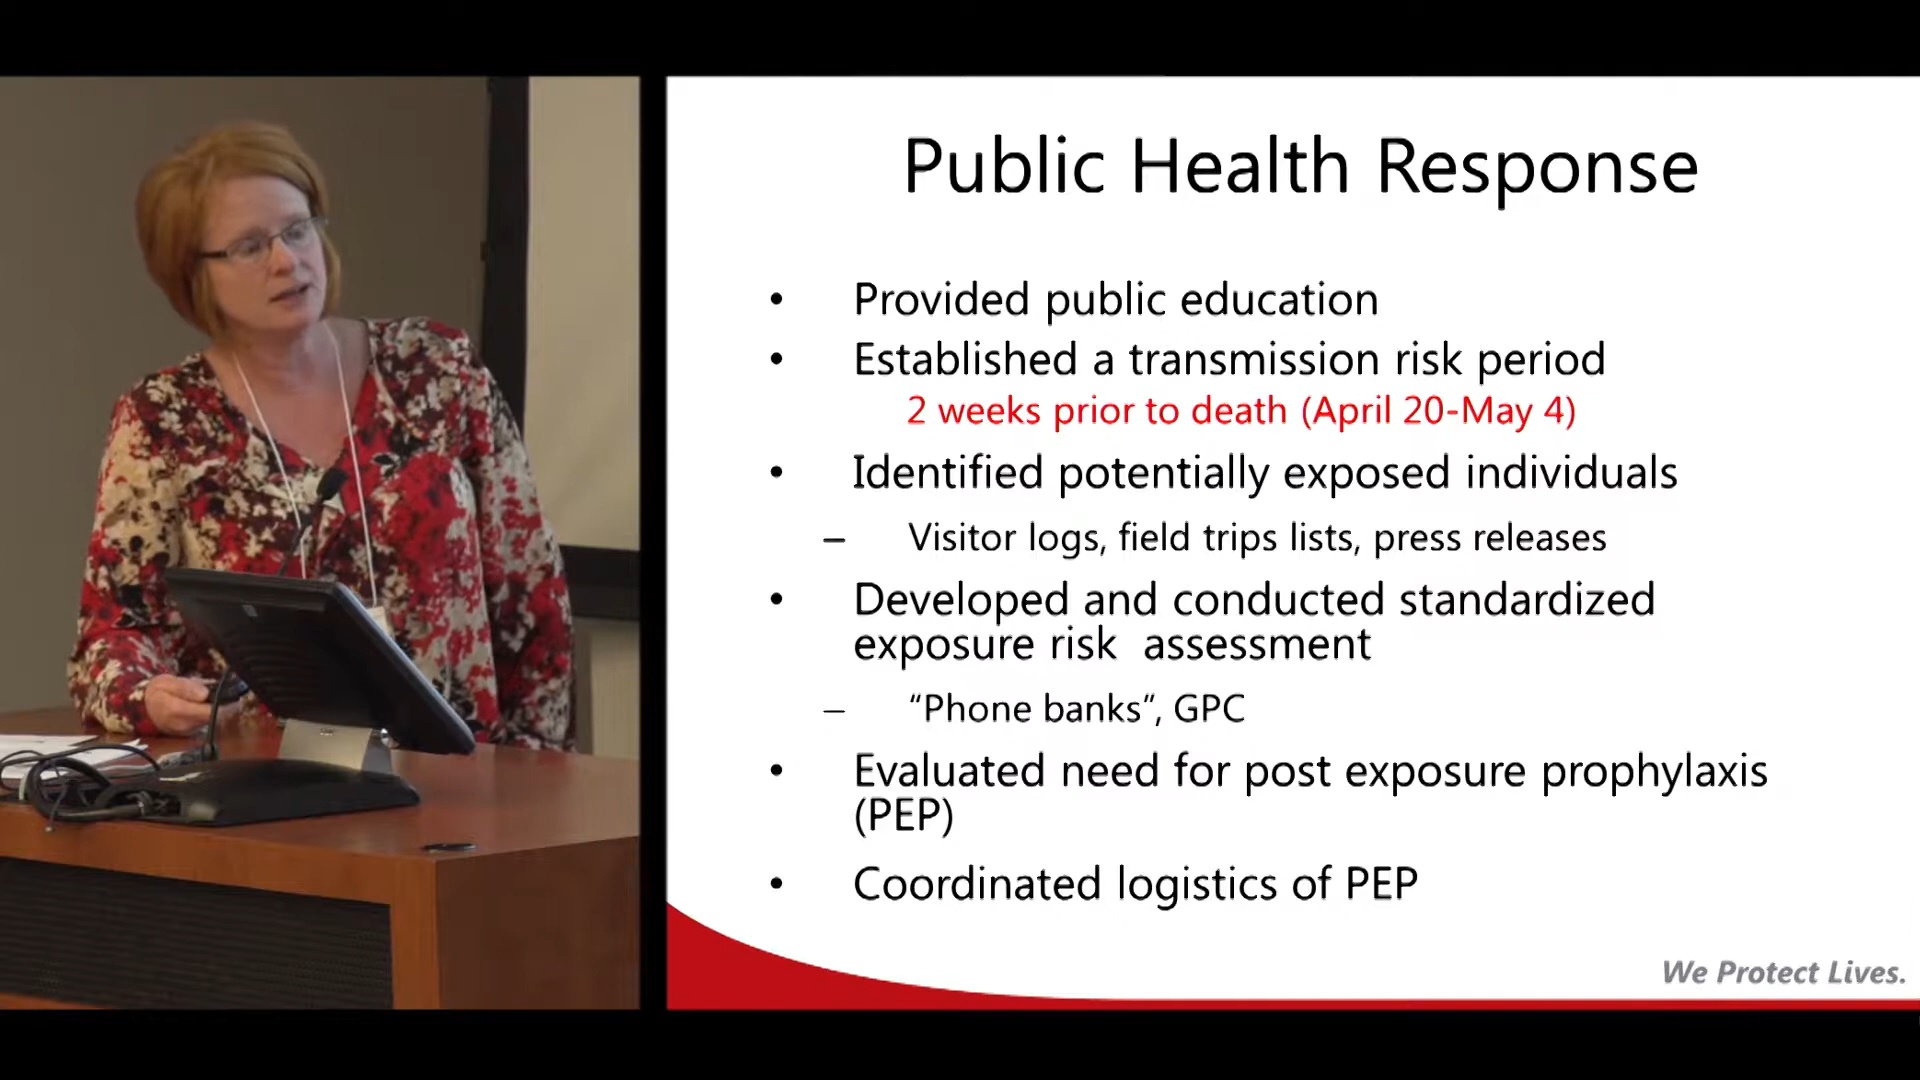 Public Health Response
• Provided public education
• Established a transmission risk period
2 weeks prior to death (April 20-May 4)
• Identified potentially exposed individuals
– Visitor logs, field trips lists, press releases
• Developed and conducted standardized
exposure risk  assessment
– “Phone banks”, GPC
• Evaluated need for post exposure prophylaxis
(PEP)
• Coordinated logistics of PEP
We Protect Lives.